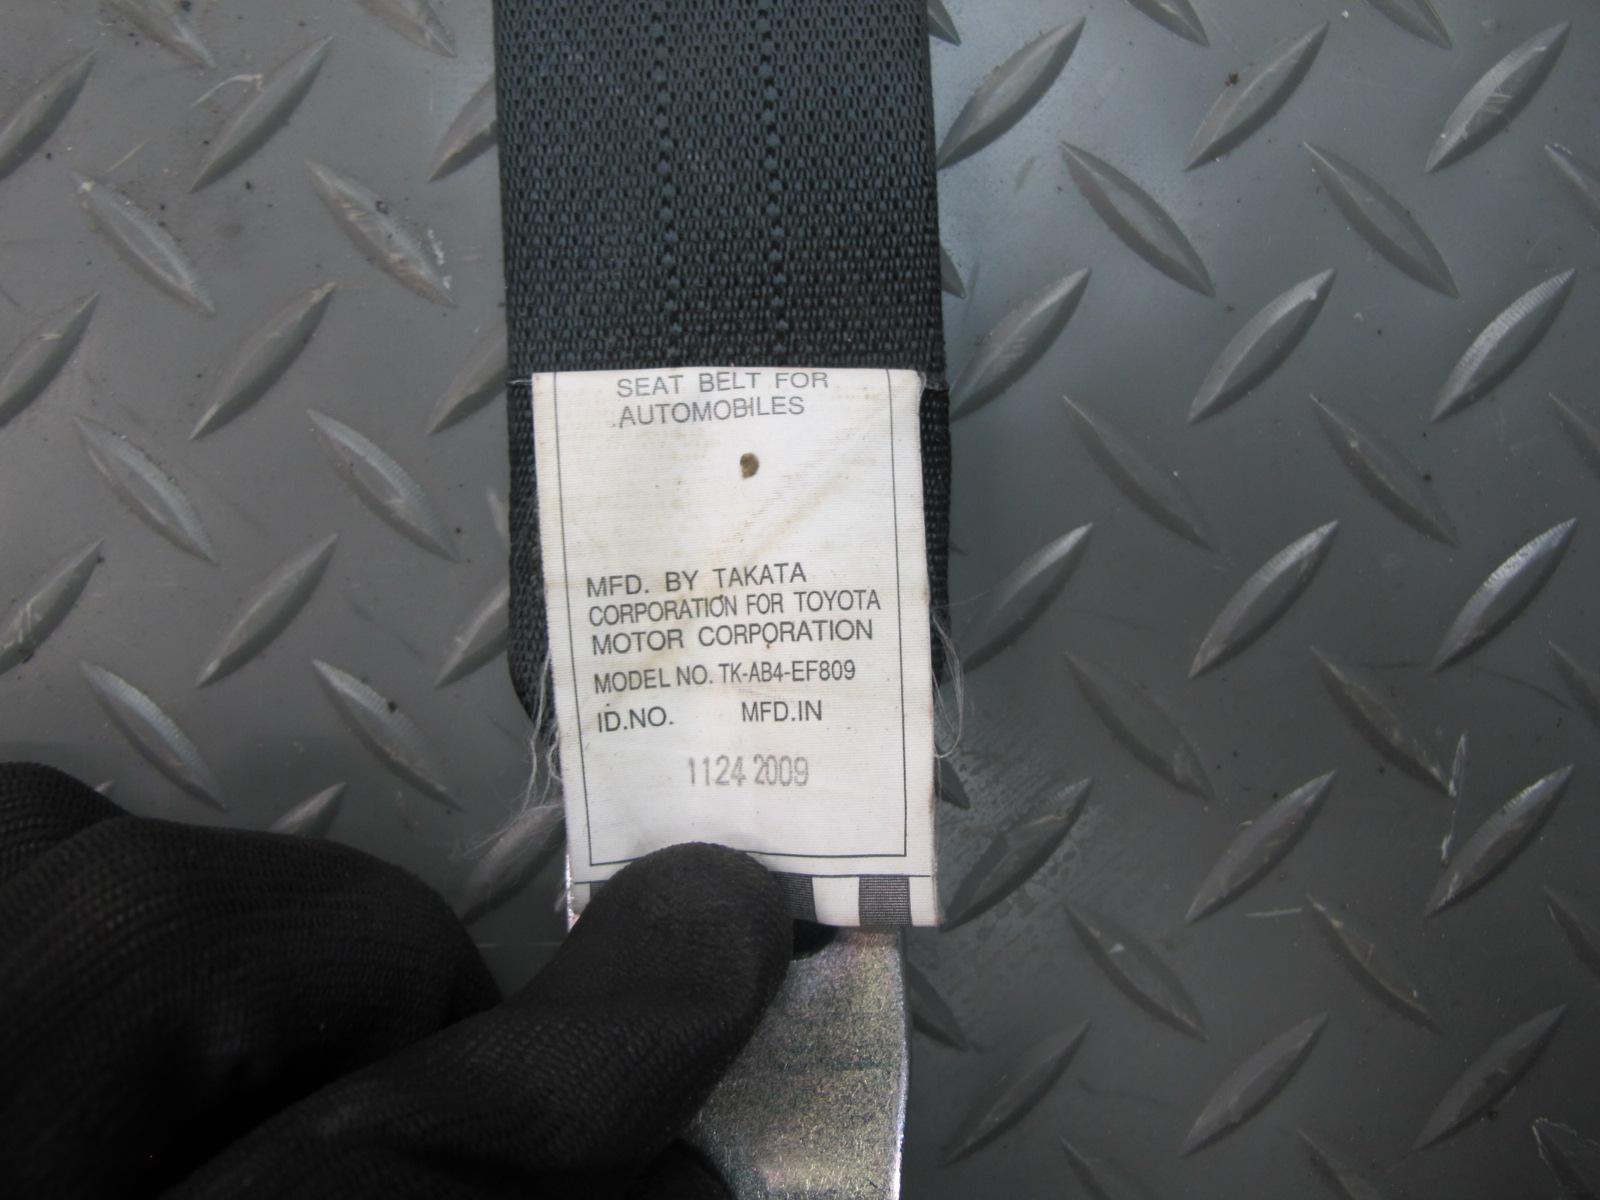 SEAT BELT FOR
AUTOMOBILES
MFD. BY TAKATA
CORPORATION FOR TOYOTA
MOTOR CORPORATION
MODEL NO. TK-AB4-EF809
ID.NO. MFD.IN
1124 2009